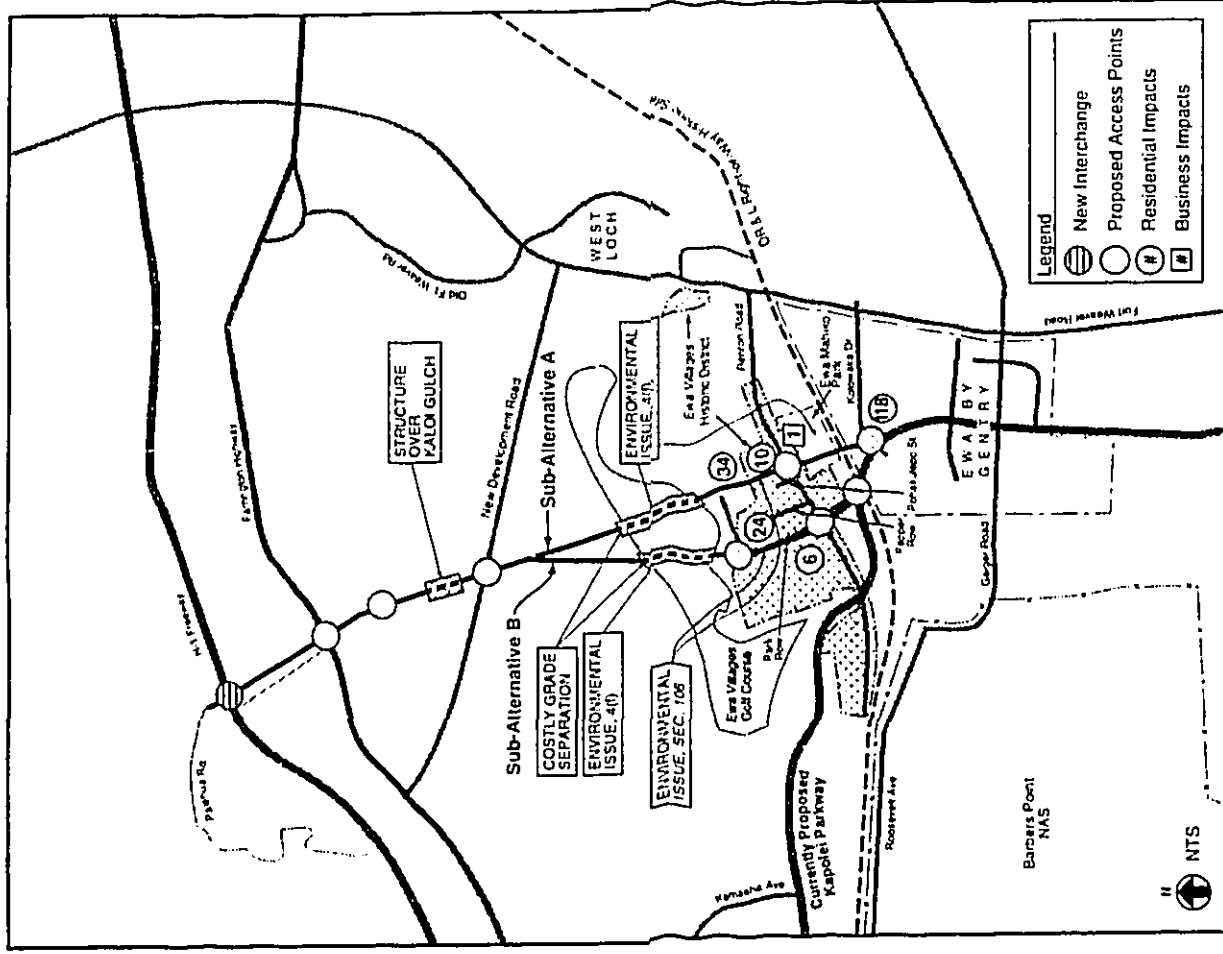 H-1 Freeway
Farrington Highway
Paehua Rd
STRUCTURE
OVER
KALOI GULCH
Old Ft Weaver Rd
WEST
LOCH
New Development Road
Sub-Alternative A
Sub-Alternative B
COSTLY GRADE
SEPARATION
ENVIRONMENTAL
ISSUE, 4(f)
ENVIRONMENTAL
ISSUE, SEC. 106
ENVIRONMENTAL
ISSUE, 4(f)
Ewa Villages
Historic District
OR & L Right-of-Way
Renton Road
Ewa Mahiko
Park
34
10
1
24
6
118
Ewa Villages
Golf Course
Park
Row
Currently Proposed
Kapolei Parkway
Kamaaha Ave
Roosevelt Ave
Geiger Road
EWA BY
GENTRY
Fort Weaver Road
Barbers Point
NAS
N
NTS
Legend
New Interchange
Proposed Access Points
# Residential Impacts
# Business Impacts